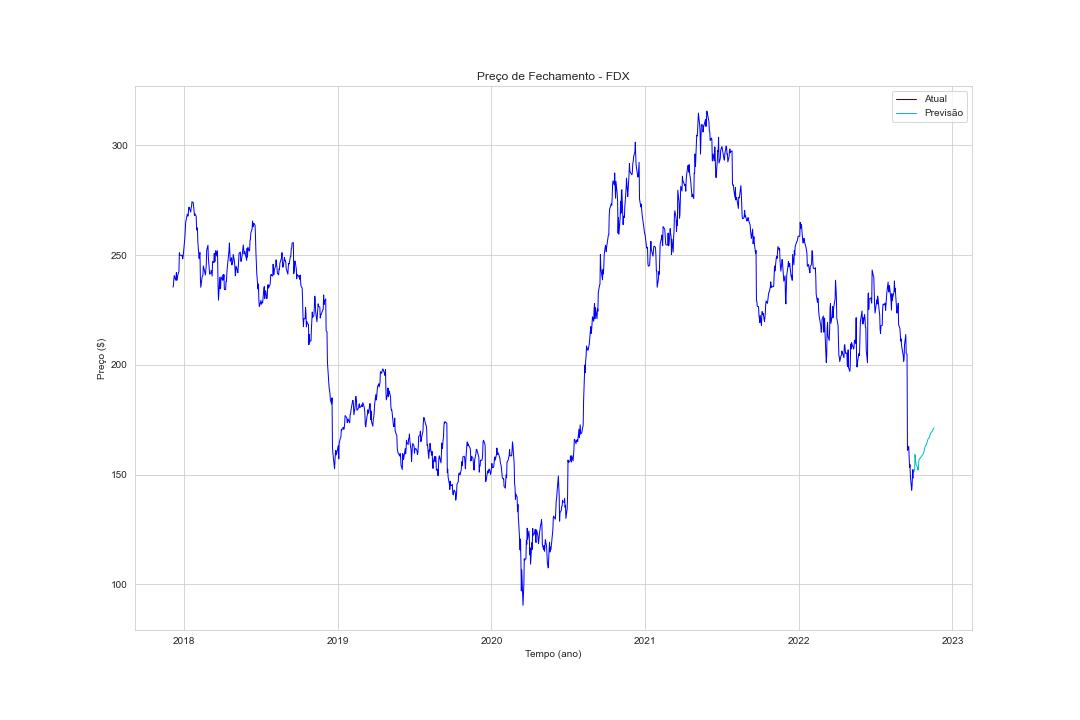 Preço de Fechamento - FDX
Atual
Previsão
300
250
200
150
100
Preço ($)
2018
2019
2020
2021
2022
2023
Tempo (ano)